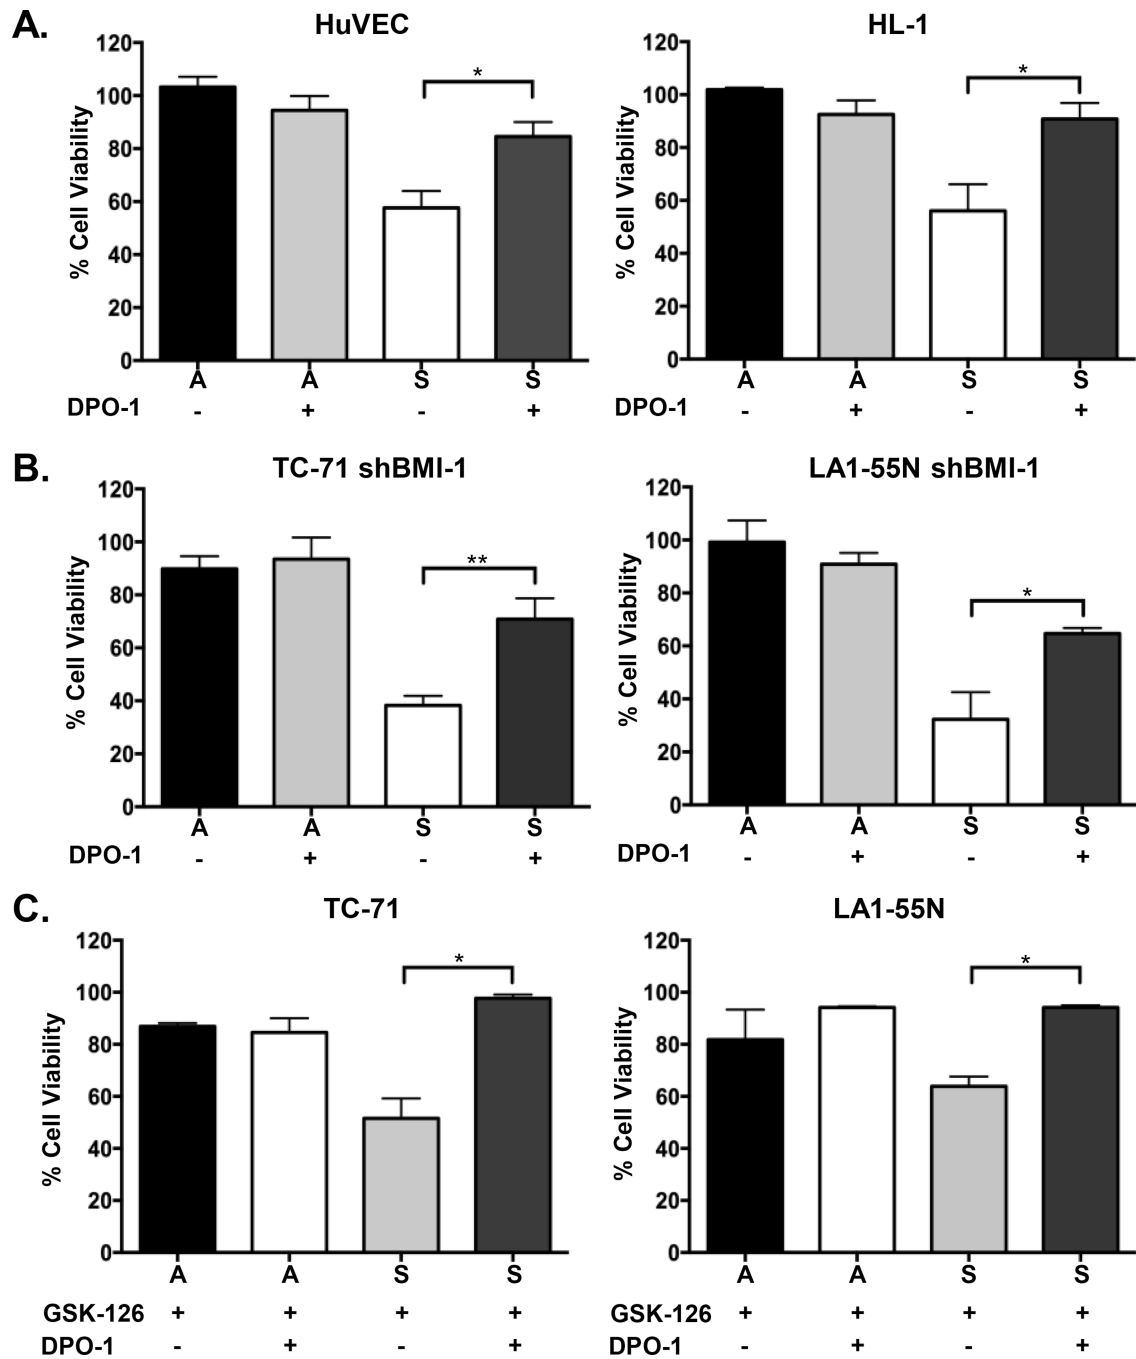 A.
HuVEC
% Cell Viability
120
100
80
60
40
20
0
*
A A S S
DPO-1 - + - +
HL-1
% Cell Viability
120
100
80
60
40
20
0
*
A A S S
DPO-1 - + - +
B.
TC-71 shBMI-1
% Cell Viability
120
100
80
60
40
20
0
**
A A S S
DPO-1 - + - +
LA1-55N shBMI-1
% Cell Viability
120
100
80
60
40
20
0
*
A A S S
DPO-1 - + - +
C.
TC-71
% Cell Viability
120
100
80
60
40
20
0
*
A A S S
GSK-126 + + + +
DPO-1 - + - +
LA1-55N
% Cell Viability
120
100
80
60
40
20
0
*
A A S S
GSK-126 + + + +
DPO-1 - + - +